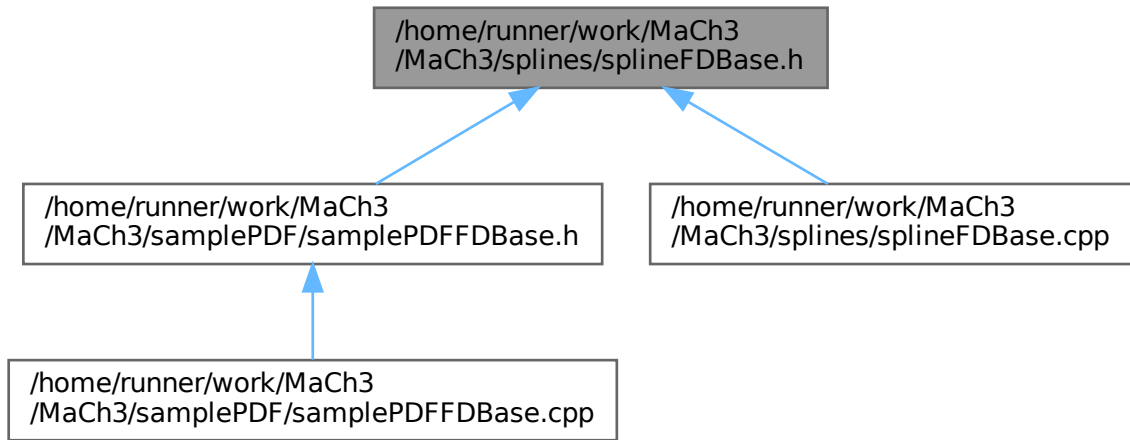 /home/runner/work/MaCh3
/MaCh3/splines/splineFDBase.h
/home/runner/work/MaCh3
/MaCh3/samplePDF/samplePDFFDBase.h
/home/runner/work/MaCh3
/MaCh3/splines/splineFDBase.cpp
/home/runner/work/MaCh3
/MaCh3/samplePDF/samplePDFFDBase.cpp